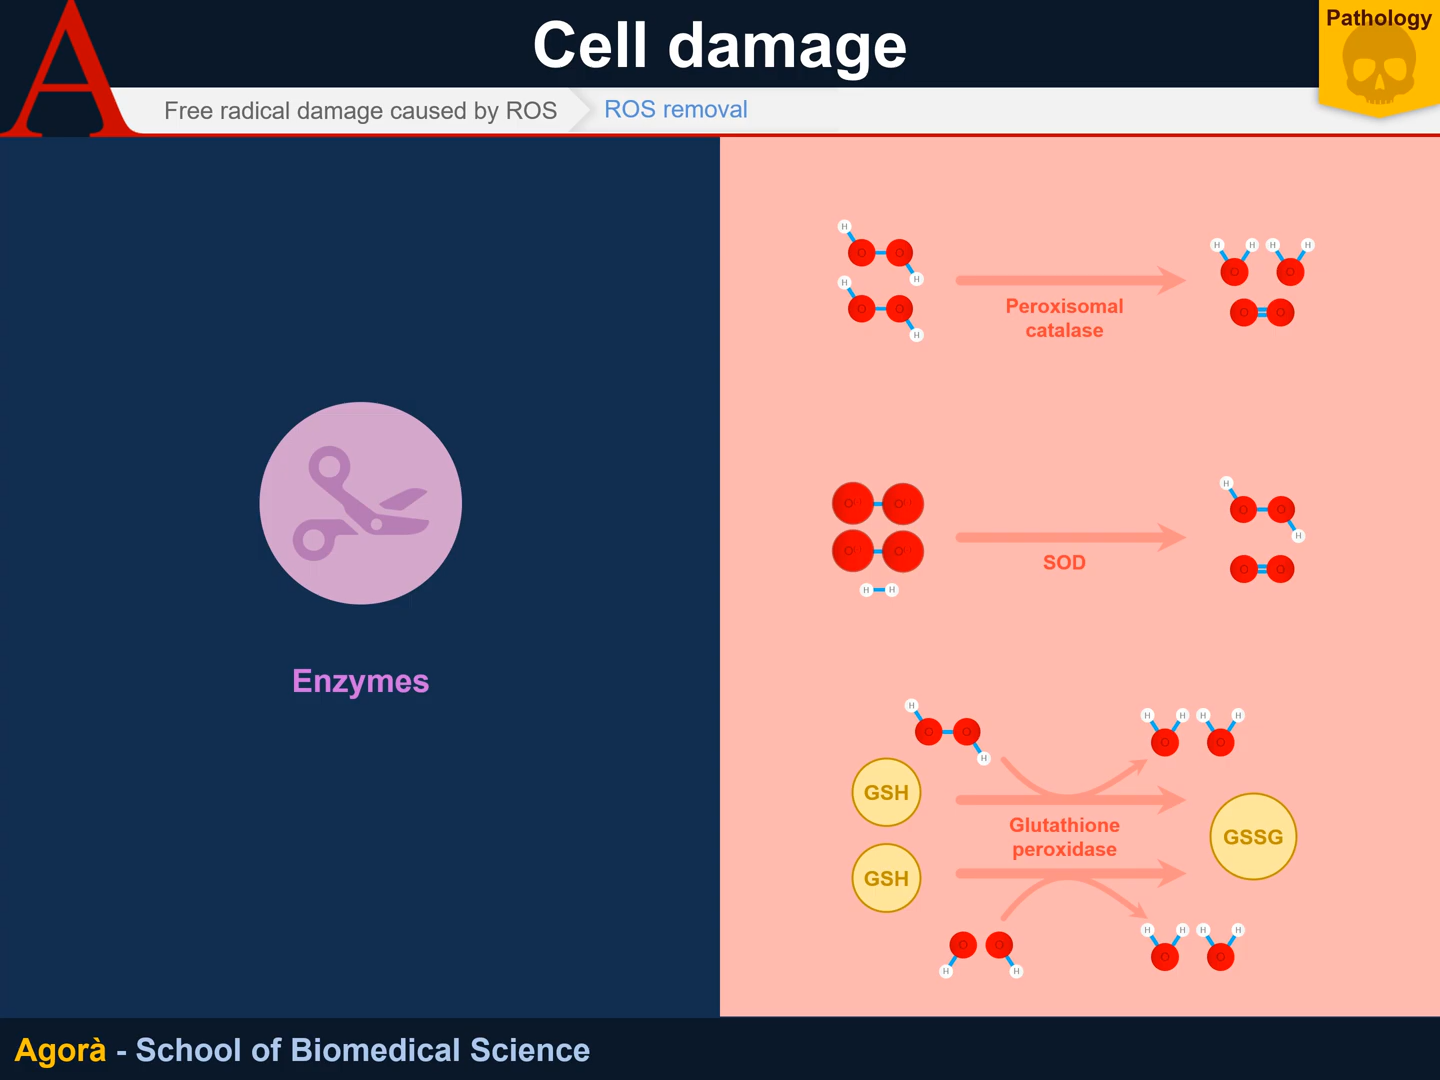 A
Cell damage
Pathology
Free radical damage caused by ROS
ROS removal
Enzymes
H
O O
H
H
O O
H
Peroxisomal
catalase
H H H H
O O
O O
O O
O O
H H
SOD
H
O O
H
O O
H
O O
H
GSH
GSH
Glutathione
peroxidase
H H H H
O O
GSSG
O O
H H
H H H H
O O
Agorà - School of Biomedical Science